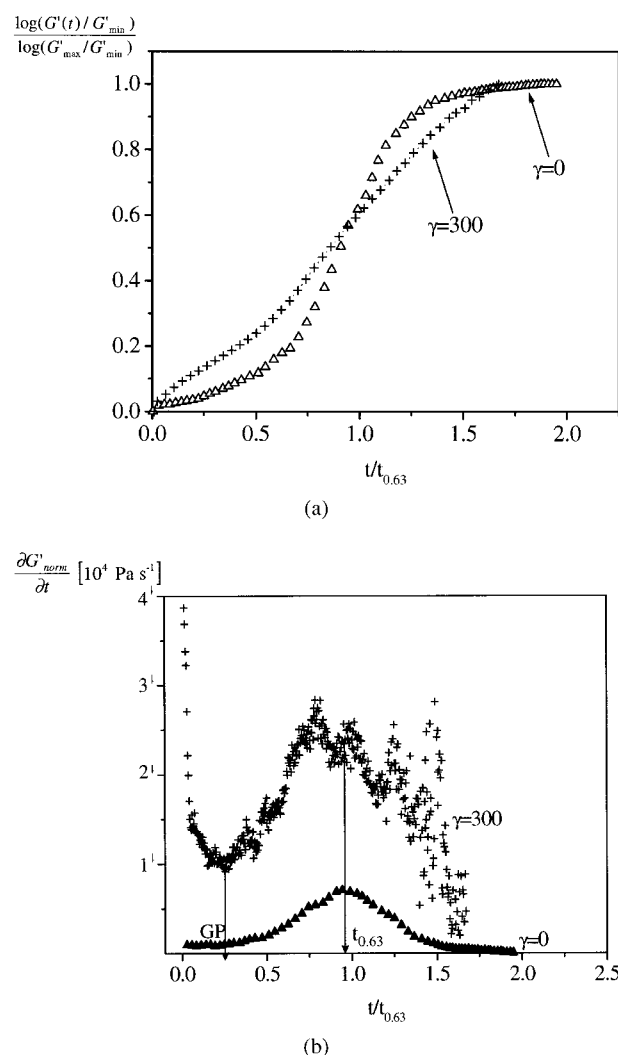 log(G'(t) / G'min)
log(G'max / G'min)
1.0
0.8
0.6
0.4
0.2
0.0
γ=0
γ=300
0.0 0.5 1.0 1.5 2.0
t/t0.63
(a)
∂G'norm
∂t
[10⁴ Pa s⁻¹]
4
3
2
1
γ=300
GP
t0.63
γ=0
0.0 0.5 1.0 1.5 2.0 2.5
t/t0.63
(b)